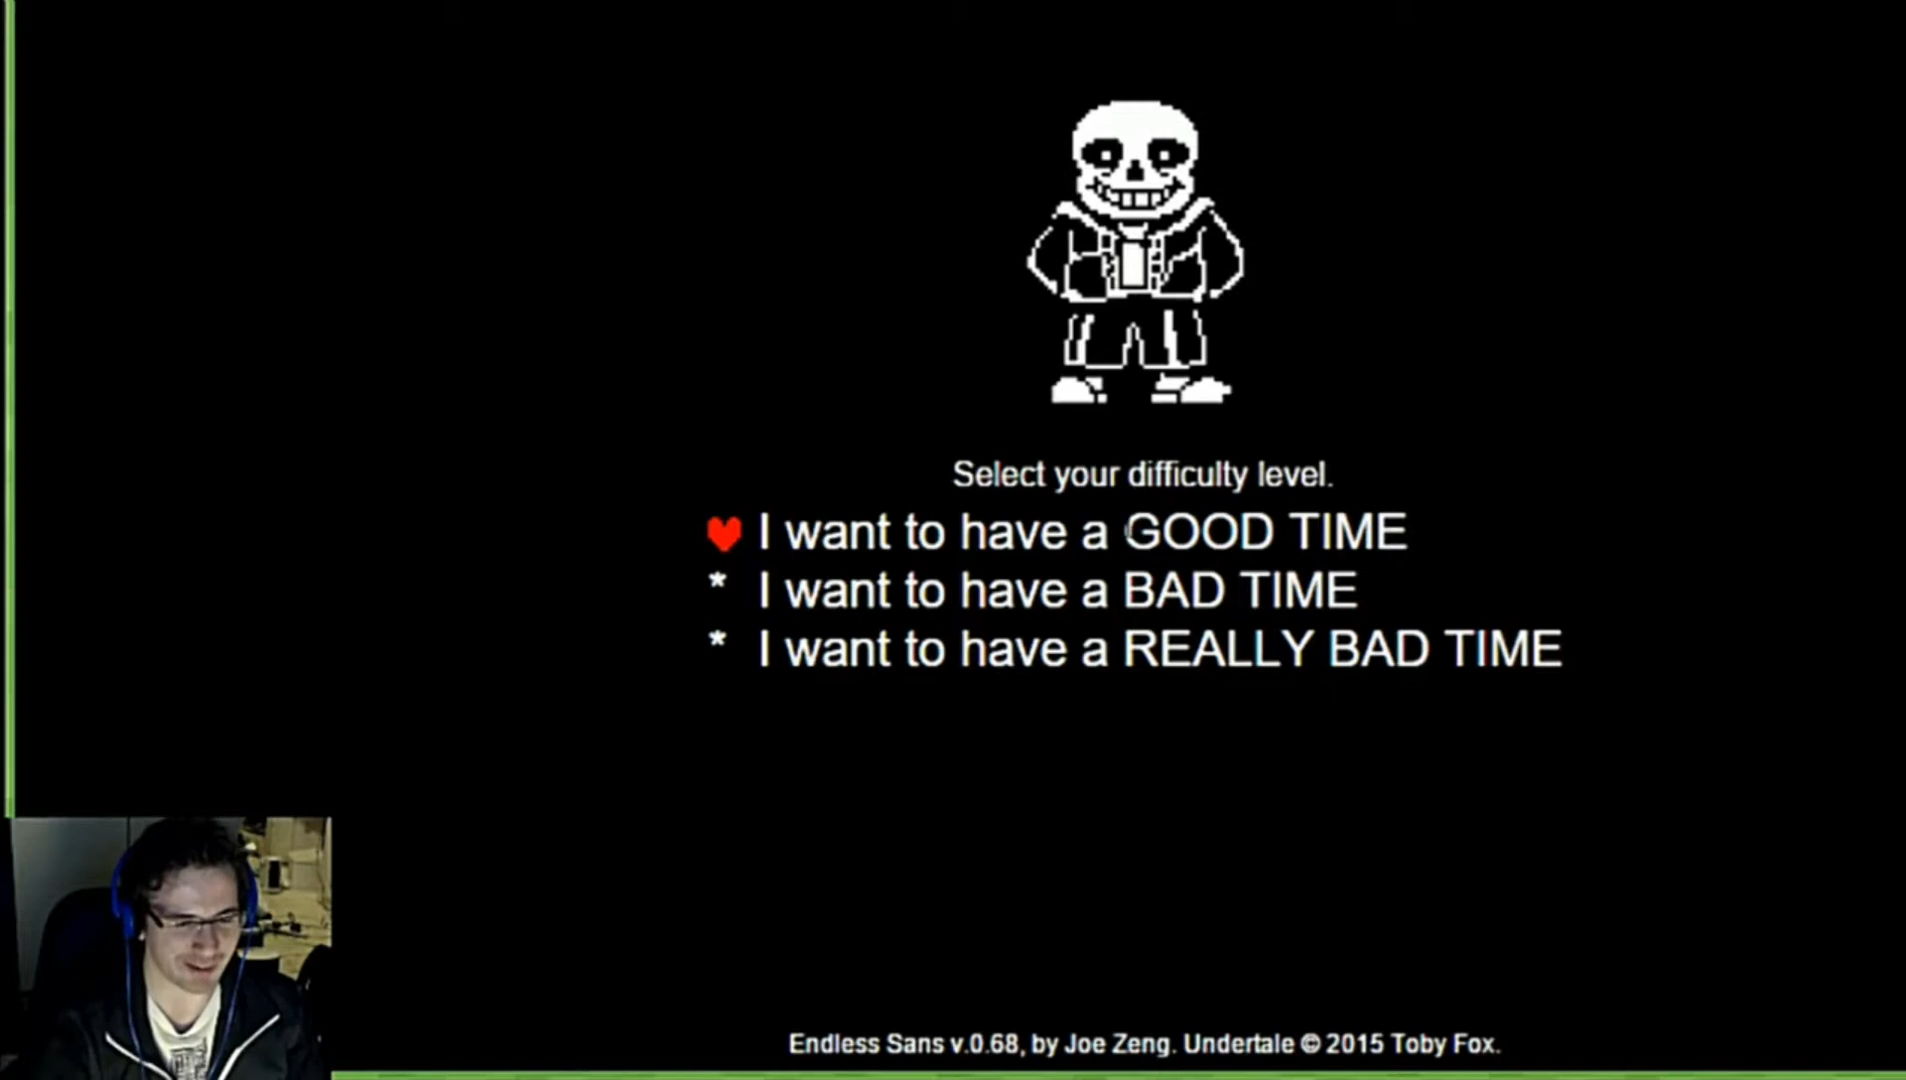 Select your difficulty level.
I want to have a GOOD TIME
* I want to have a BAD TIME
* I want to have a REALLY BAD TIME
Endless Sans v.0.68, by Joe Zeng. Undertale © 2015 Toby Fox.